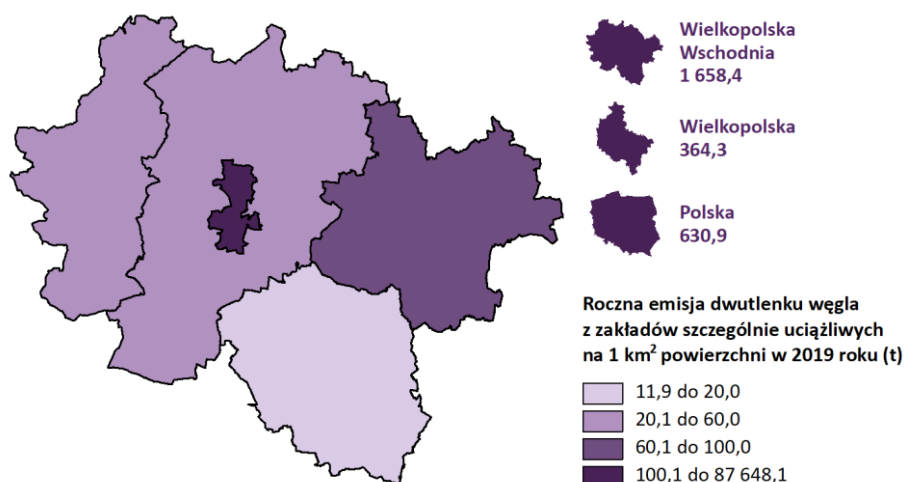 Wielkopolska
Wschodnia
1 658,4
Wielkopolska
364,3
Polska
630,9
Roczna emisja dwutlenku węgla
z zakładów szczególnie uciążliwych
na 1 km² powierzchni w 2019 roku (t)
11,9 do 20,0
20,1 do 60,0
60,1 do 100,0
100,1 do 87 648,1